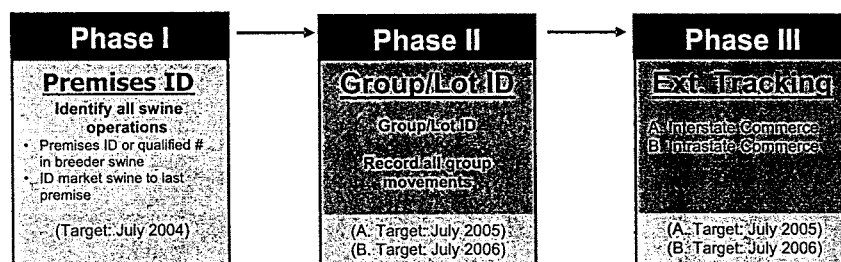 Phase I
Premises ID
Identify all swine
operations
• Premises ID or qualified #
in breeder swine
• ID market swine to last
premise
(Target: July 2004)
Phase II
Group/Lot ID
Group/Lot ID
Record all group
movements
(A. Target: July 2005)
(B. Target: July 2006)
Phase III
Ext. Tracking
A. Interstate Commerce
B. Intrastate Commerce
(A. Target: July 2005)
(B. Target: July 2006)